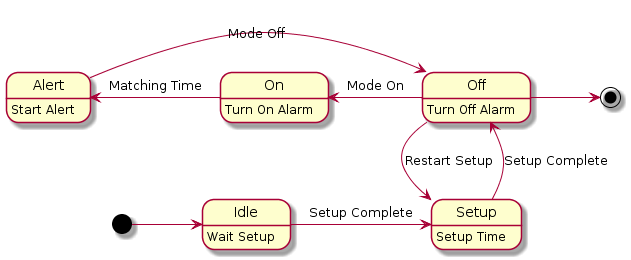 Mode Off
Alert
Start Alert
Matching Time
On
Turn On Alarm
Mode On
Off
Turn Off Alarm
Restart Setup
Setup Complete
Idle
Wait Setup
Setup Complete
Setup
Setup Time